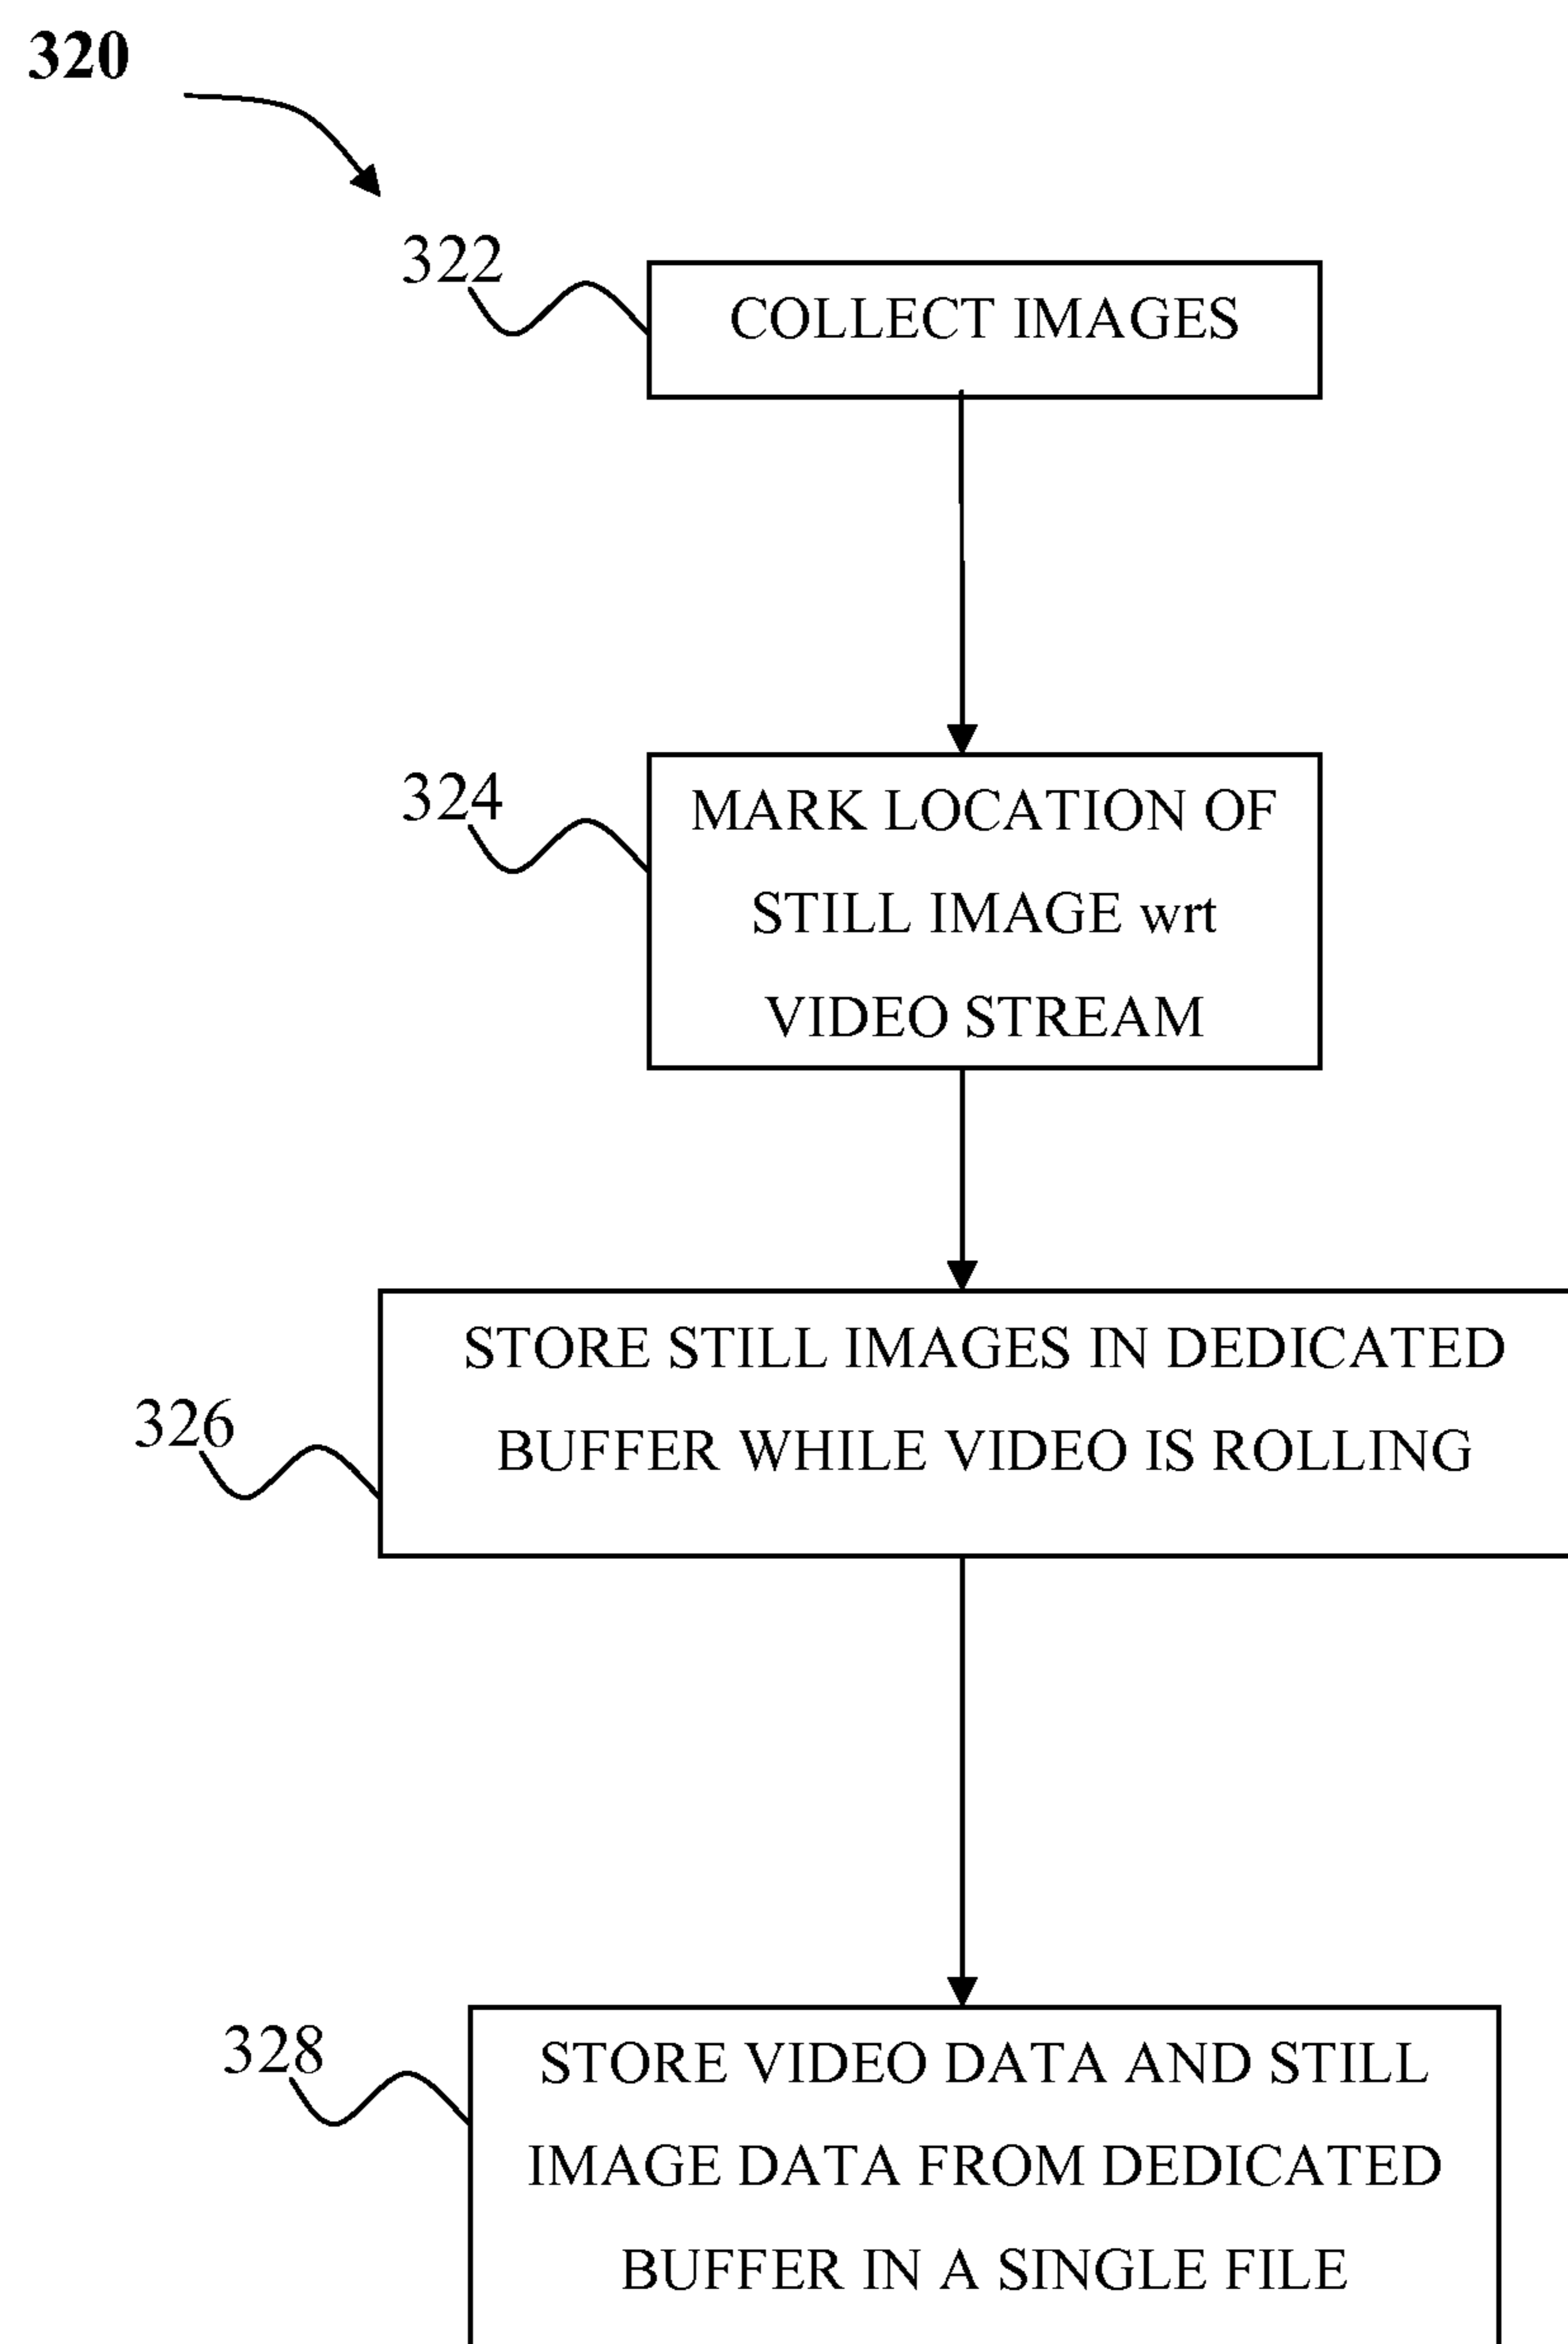 320
322
COLLECT IMAGES
324
MARK LOCATION OF
STILL IMAGE wrt
VIDEO STREAM
STORE STILL IMAGES IN DEDICATED
326
BUFFER WHILE VIDEO IS ROLLING
328
STORE VIDEO DATA AND STILL
IMAGE DATA FROM DEDICATED
BUFFER IN A SINGLE FILE